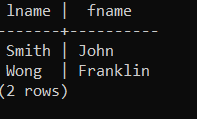 lname | fname
-------+----------
Smith | John
Wong | Franklin
(2 rows)